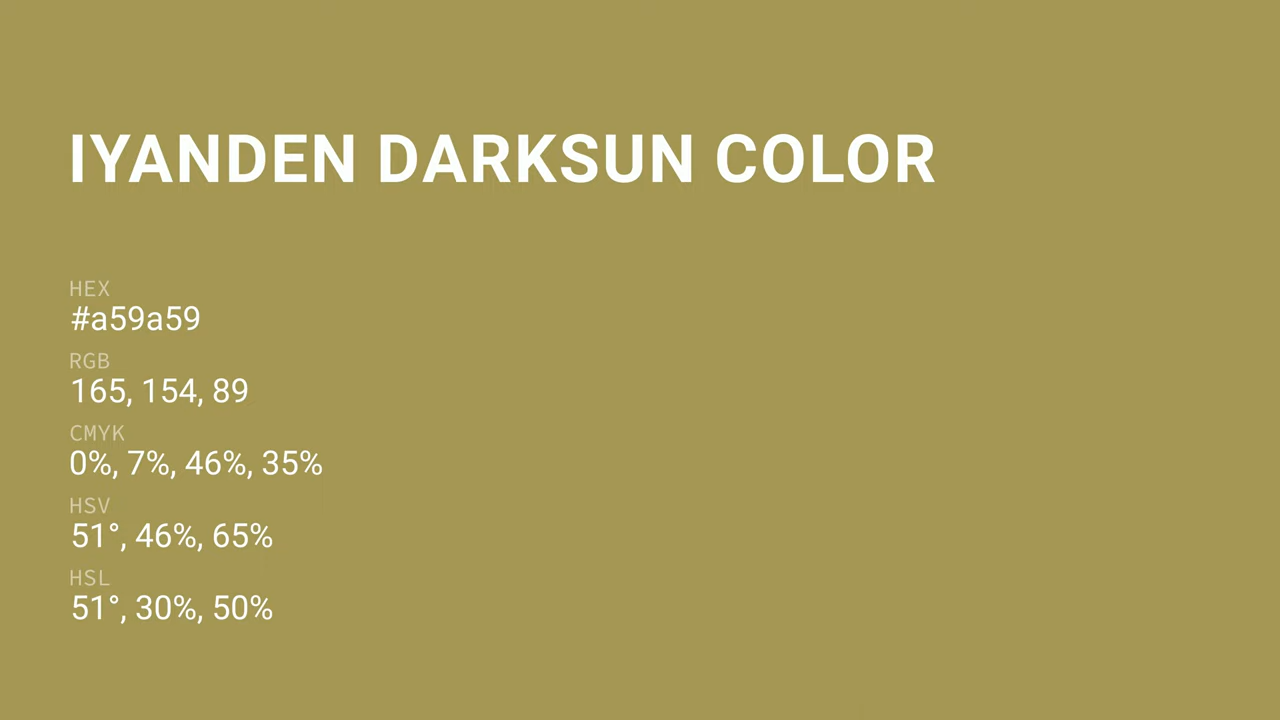 IYANDEN DARKSUN COLOR
HEX
#a59a59
RGB
165, 154, 89
CMYK
0%, 7%, 46%, 35%
HSV
51°, 46%, 65%
HSL
51°, 30%, 50%